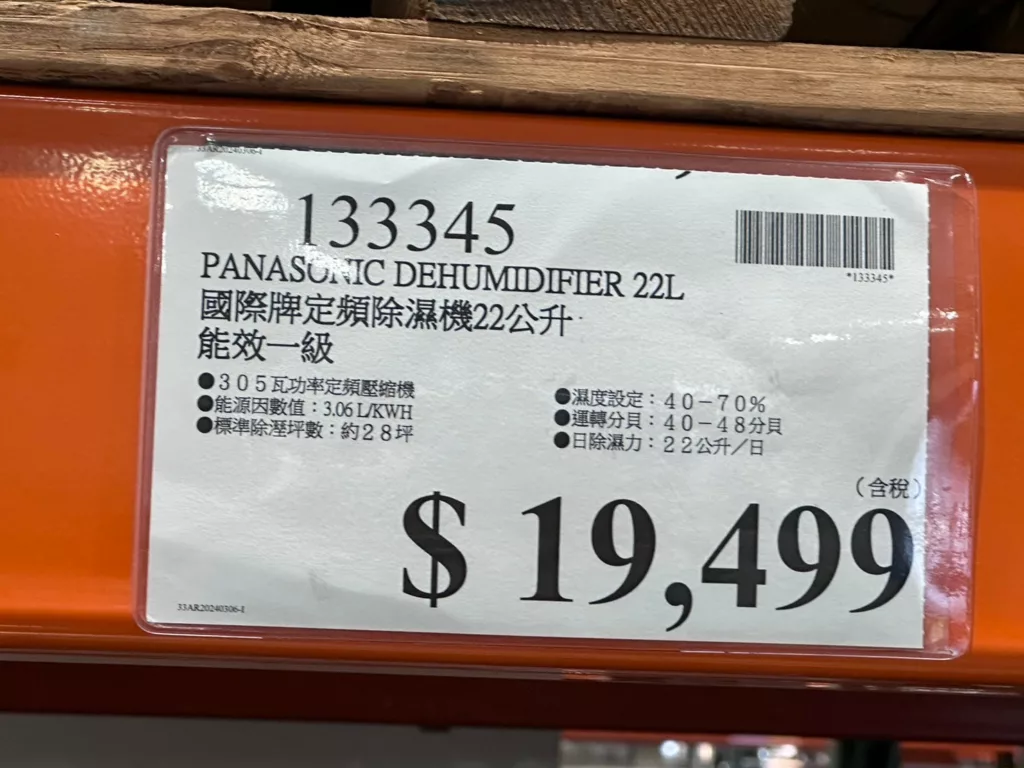 33AR20240306-I
133345
*133345*
PANASONIC DEHUMIDIFIER 22L
國際牌定頻除濕機22公升
能效一級
●305瓦功率定頻壓縮機
●能源因數值：3.06 L/KWH
●標準除溼坪數：約28坪
●濕度設定：40－70%
●運轉分貝：40－48分貝
●日除濕力：22公升／日
（含稅）
$ 19,499
33AR20240306-I